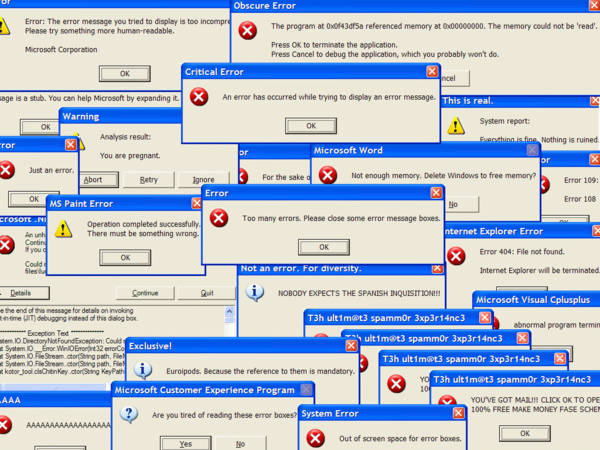 Error
Error: The error message you tried to display is too incompre
Please try something more human-readable.
Microsoft Corporation
OK
Obscure Error
The program at 0x0f43df5a referenced memory at 0x00000000. The memory could not be 'read'.
Press OK to terminate the application.
Press Cancel to debug the application, which you probably won't do.
ncel
Critical Error
An error has occurred while trying to display an error message.
OK
sage is a stub. You can help Microsoft by expanding it.
OK
This is real.
System report:
Everything is fine. Nothing is ruined.
Warning
Analysis result:
You are pregnant.
Abort
Retry
Ignore
ror
Just an error.
OK
or
For the sake o
Microsoft Word
Not enough memory. Delete Windows to free memory?
No
Error 109:
Error 108
MS Paint Error
Operation completed successfully.
There must be something wrong.
OK
Error
Too many errors. Please close some error message boxes.
OK
Microsoft .N
An unh
Continu
If you c
Could n
files\luc
Details
Continue
Quit
e the end of this message for details on invoking
t-in-time (JIT) debugging instead of this dialog box.
************** Exception Text **************
stem.IO.DirectoryNotFoundException: Could n
at System.IO.__Error.WinIOError(Int32 errorCo
at System.IO.FileStream..ctor(String path, FileM
at System.IO.FileStream..ctor(String path, FileM
at kotor_tool.clsChitinKey..ctor(String KeyPath
Internet Explorer Error
Error 404: File not found.
Internet Explorer will be terminated.
Not an error. For diversity.
NOBODY EXPECTS THE SPANISH INQUISITION!!!
Microsoft Visual Cplusplus
abnormal program termin
T3h ult1m@t3 spamm0r 3xp3r14nc3
T3h ult1m@t3 spamm0r 3xp3r14nc3
T3h ult1m@t3 spamm0r 3xp3r14nc3
YO
100%
T3h ult1m@t3 spamm0r 3xp3r14nc3
YOU'VE GOT MAIL!!! CLICK OK TO OPE
100% FREE MAKE MONEY FASE SCHEM
OK
Exclusive!
Euripods. Because the reference to them is mandatory.
Microsoft Customer Experience Program
Are you tired of reading these error boxes?
Yes
No
AAAA
AAAAAAAAAAAAAAAAAA
System Error
Out of screen space for error boxes.